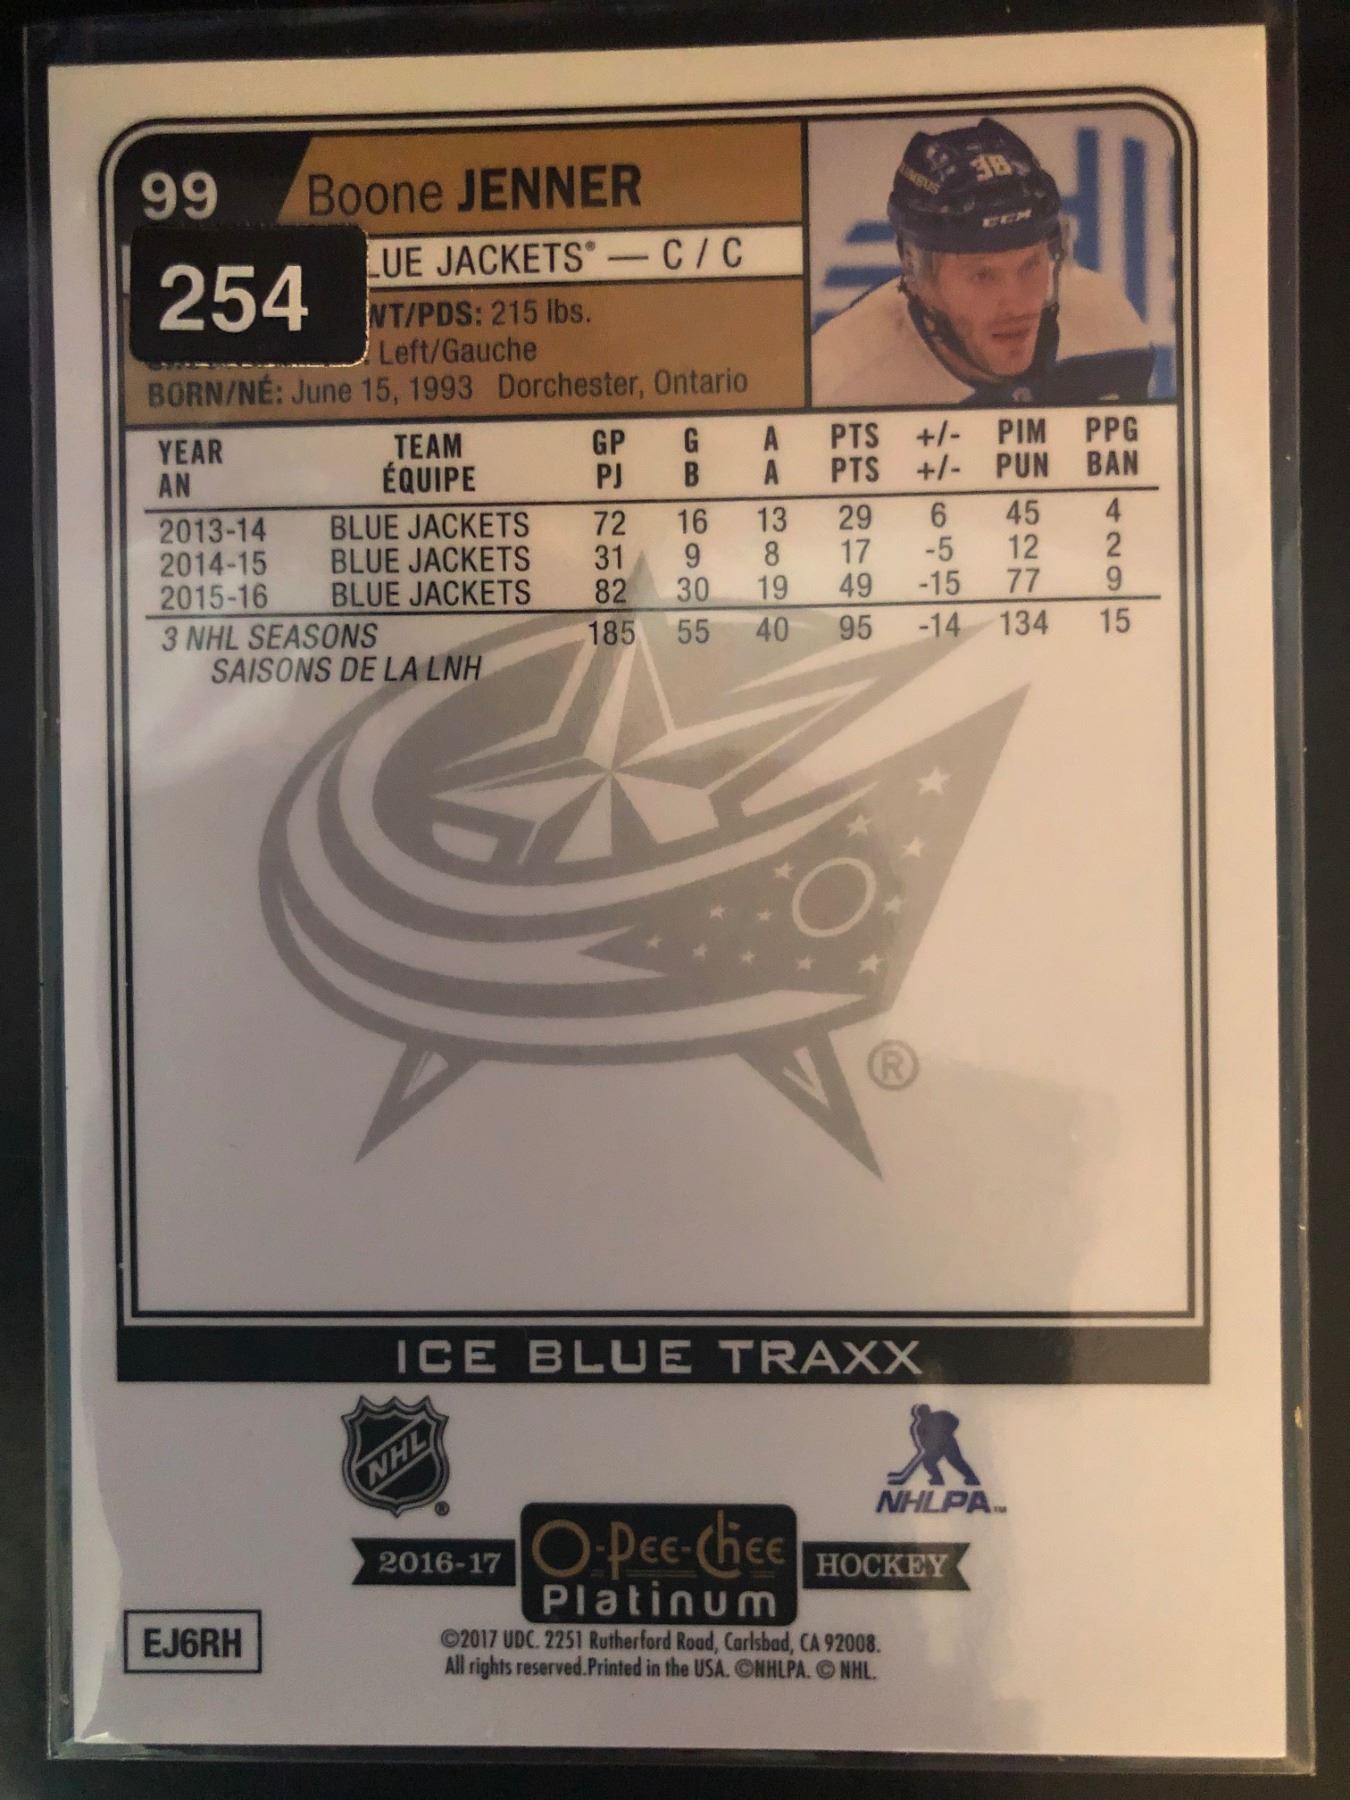 99 Boone JENNER
254
LUE JACKETS® — C / C
WT/PDS: 215 lbs.
Left/Gauche
BORN/NÉ: June 15, 1993 Dorchester, Ontario
38
CCM
YEAR TEAM GP G A PTS +/- PIM PPG
AN ÉQUIPE PJ B A PTS +/- PUN BAN
2013-14 BLUE JACKETS 72 16 13 29 6 45 4
2014-15 BLUE JACKETS 31 9 8 17 -5 12 2
2015-16 BLUE JACKETS 82 30 19 49 -15 77 9
3 NHL SEASONS 185 55 40 95 -14 134 15
SAISONS DE LA LNH
®
ICE BLUE TRAXX
NHL®
NHLPA™
2016-17 O-Pee-Chee HOCKEY
Platinum
EJ6RH
©2017 UDC. 2251 Rutherford Road, Carlsbad, CA 92008.
All rights reserved.Printed in the USA. ©NHLPA. © NHL.